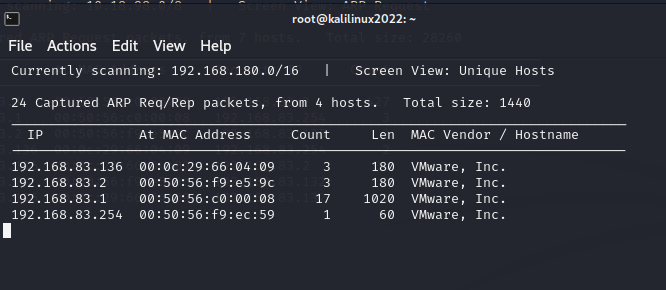 root@kalilinux2022: ~
File Actions Edit View Help
Currently scanning: 192.168.180.0/16 | Screen View: Unique Hosts
24 Captured ARP Req/Rep packets, from 4 hosts. Total size: 1440
IP At MAC Address Count Len MAC Vendor / Hostname
192.168.83.136 00:0c:29:66:04:09 3 180 VMware, Inc.
192.168.83.2 00:50:56:f9:e5:9c 3 180 VMware, Inc.
192.168.83.1 00:50:56:c0:00:08 17 1020 VMware, Inc.
192.168.83.254 00:50:56:f9:ec:59 1 60 VMware, Inc.